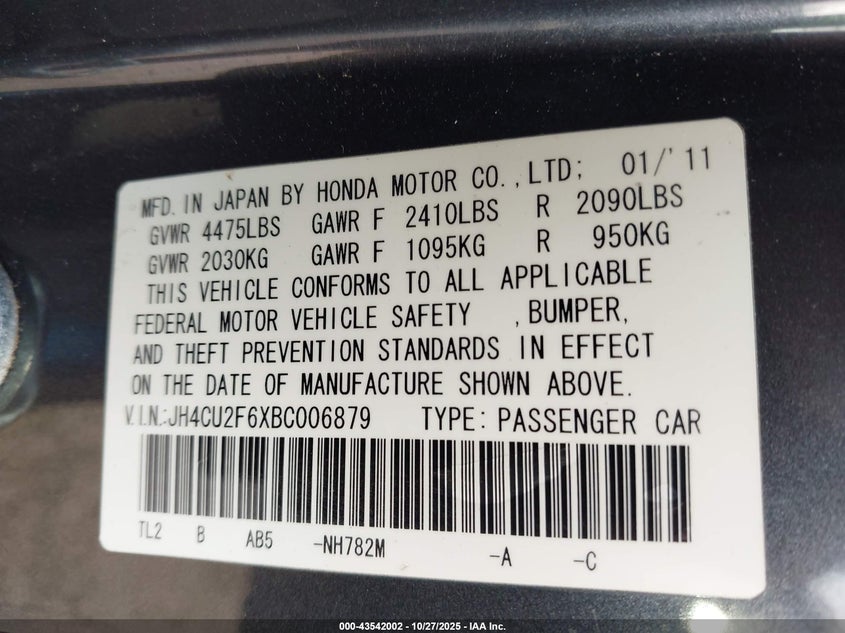 MFD. IN JAPAN BY HONDA MOTOR CO.,LTD; 01/'11
GVWR 4475LBS GAWR F 2410LBS R 2090LBS
GVWR 2030KG GAWR F 1095KG R 950KG
THIS VEHICLE CONFORMS TO ALL APPLICABLE
FEDERAL MOTOR VEHICLE SAFETY ,BUMPER,
AND THEFT PREVENTION STANDARDS IN EFFECT
ON THE DATE OF MANUFACTURE SHOWN ABOVE.
V.I.N.:JH4CU2F6XBC006879 TYPE: PASSENGER CAR
TL2 B AB5 -NH782M -A -C
000-43542002 - 10/27/2025 - IAA Inc.